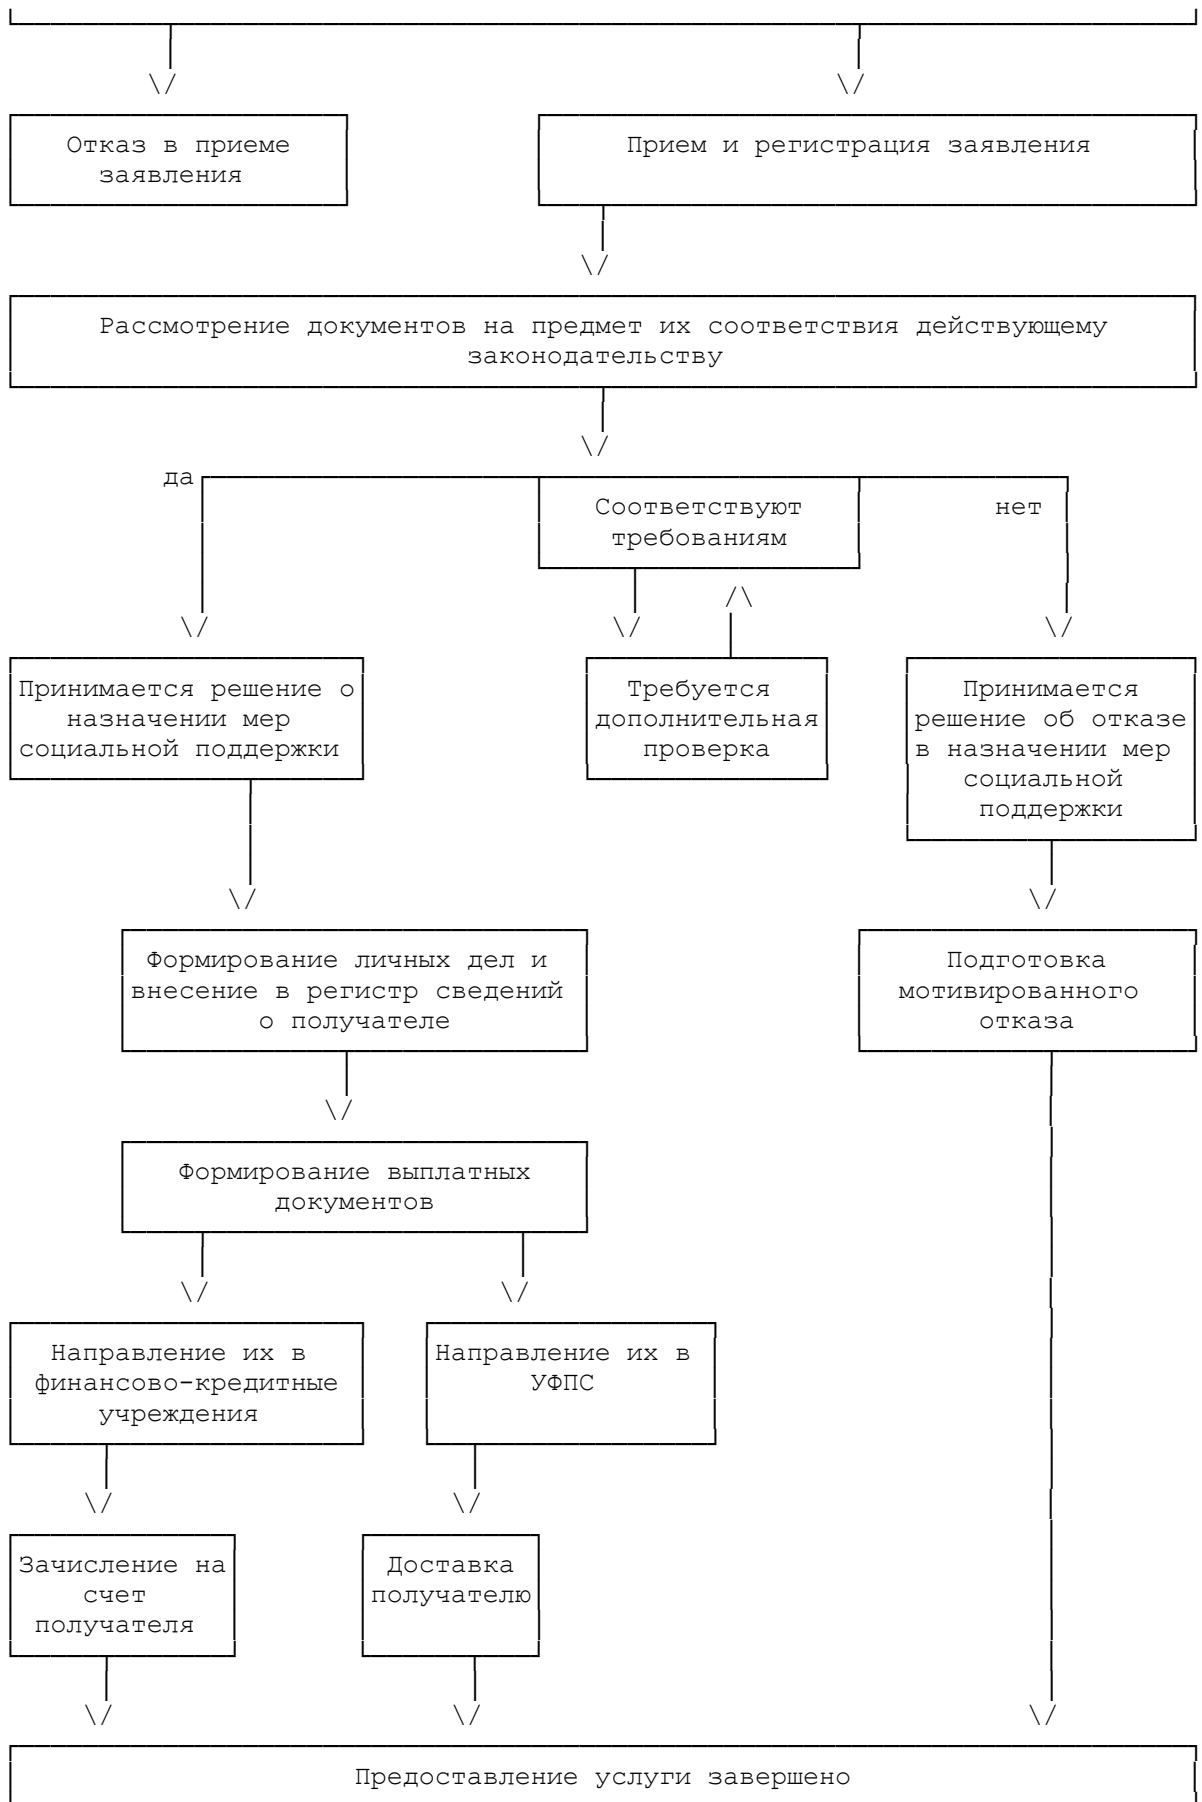 Отказ в приеме
заявления
Прием и регистрация заявления
Рассмотрение документов на предмет их соответствия действующему
законодательству
да
Соответствуют
требованиям
нет
Принимается решение о
назначении мер
социальной поддержки
Требуется
дополнительная
проверка
Принимается
решение об отказе
в назначении мер
социальной
поддержки
Формирование личных дел и
внесение в регистр сведений
о получателе
Подготовка
мотивированного
отказа
Формирование выплатных
документов
Направление их в
финансово-кредитные
учреждения
Направление их в
УФПС
Зачисление на
счет
получателя
Доставка
получателю
Предоставление услуги завершено